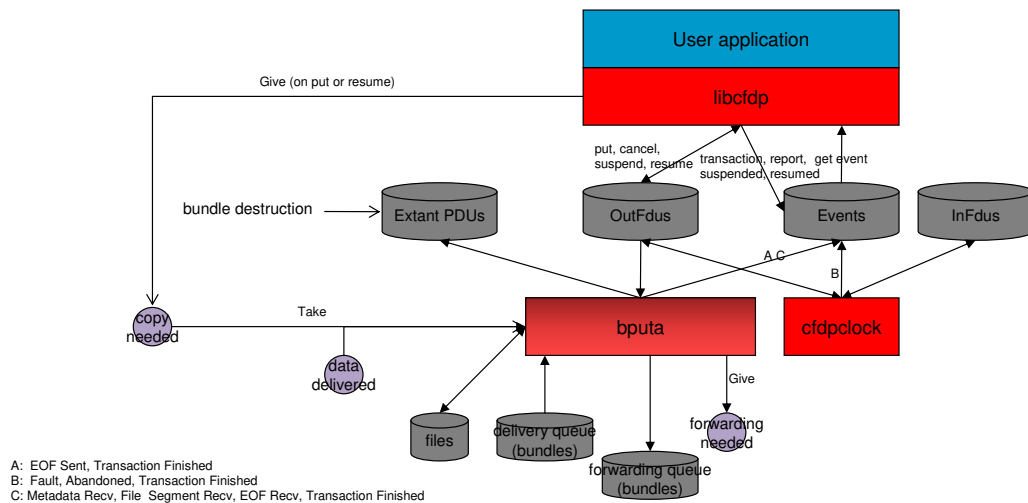 User application
Give (on put or resume)
libcfdp
put, cancel,
suspend, resume
transaction, report,
suspended, resumed
get event
bundle destruction
Extant PDUs
OutFdus
Events
InFdus
A C
B
copy
needed
Take
bputa
cfdpclock
data
delivered
Give
files
delivery queue
(bundles)
forwarding
needed
forwarding queue
(bundles)
A: EOF Sent, Transaction Finished
B: Fault, Abandoned, Transaction Finished
C: Metadata Recv, File Segment Recv, EOF Recv, Transaction Finished